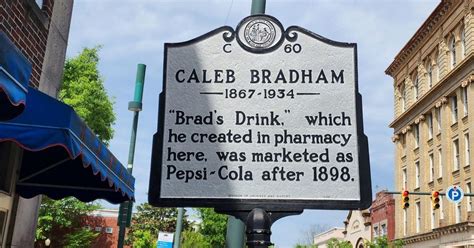 C 60
CALEB BRADHAM
1867-1934
"Brad's Drink," which
he created in pharmacy
here, was marketed as
Pepsi-Cola after 1898.
P